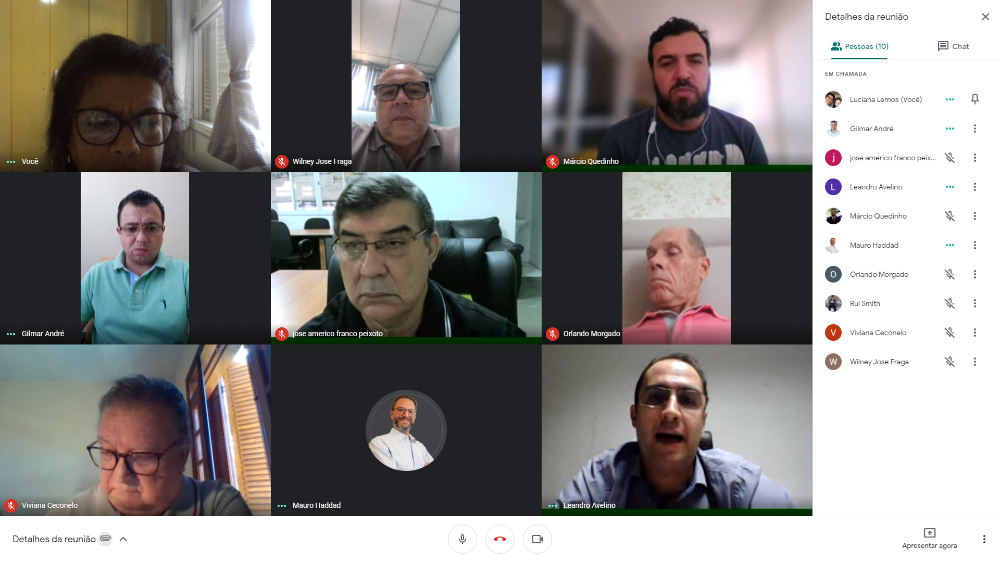 Você
Wilney Jose Fraga
Márcio Quedinho
Gilmar André
jose americo franco peixoto
Orlando Morgado
Viviana Ceconelo
Mauro Haddad
Leandro Avelino
Detalhes da reunião
Pessoas (10)
Chat
EM CHAMADA
Luciana Lemos (Você)
Gilmar André
j
jose americo franco peix...
L
Leandro Avelino
Márcio Quedinho
Mauro Haddad
O
Orlando Morgado
Rui Smith
V
Viviana Ceconelo
W
Wilney Jose Fraga
Detalhes da reunião
Apresentar agora